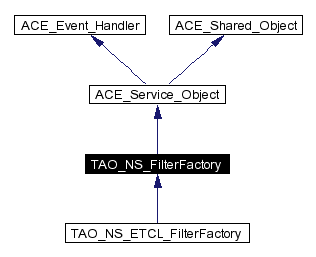 ACE_Event_Handler
ACE_Shared_Object
ACE_Service_Object
TAO_NS_FilterFactory
TAO_NS_ETCL_FilterFactory